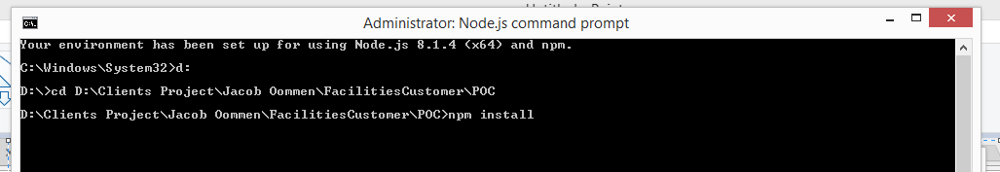 Administrator: Node.js command prompt
Your environment has been set up for using Node.js 8.1.4 (x64) and npm.
C:\Windows\System32>d:
D:\>cd D:\Clients Project\Jacob Oommen\FacilitiesCustomer\POC
D:\Clients Project\Jacob Oommen\FacilitiesCustomer\POC>npm install